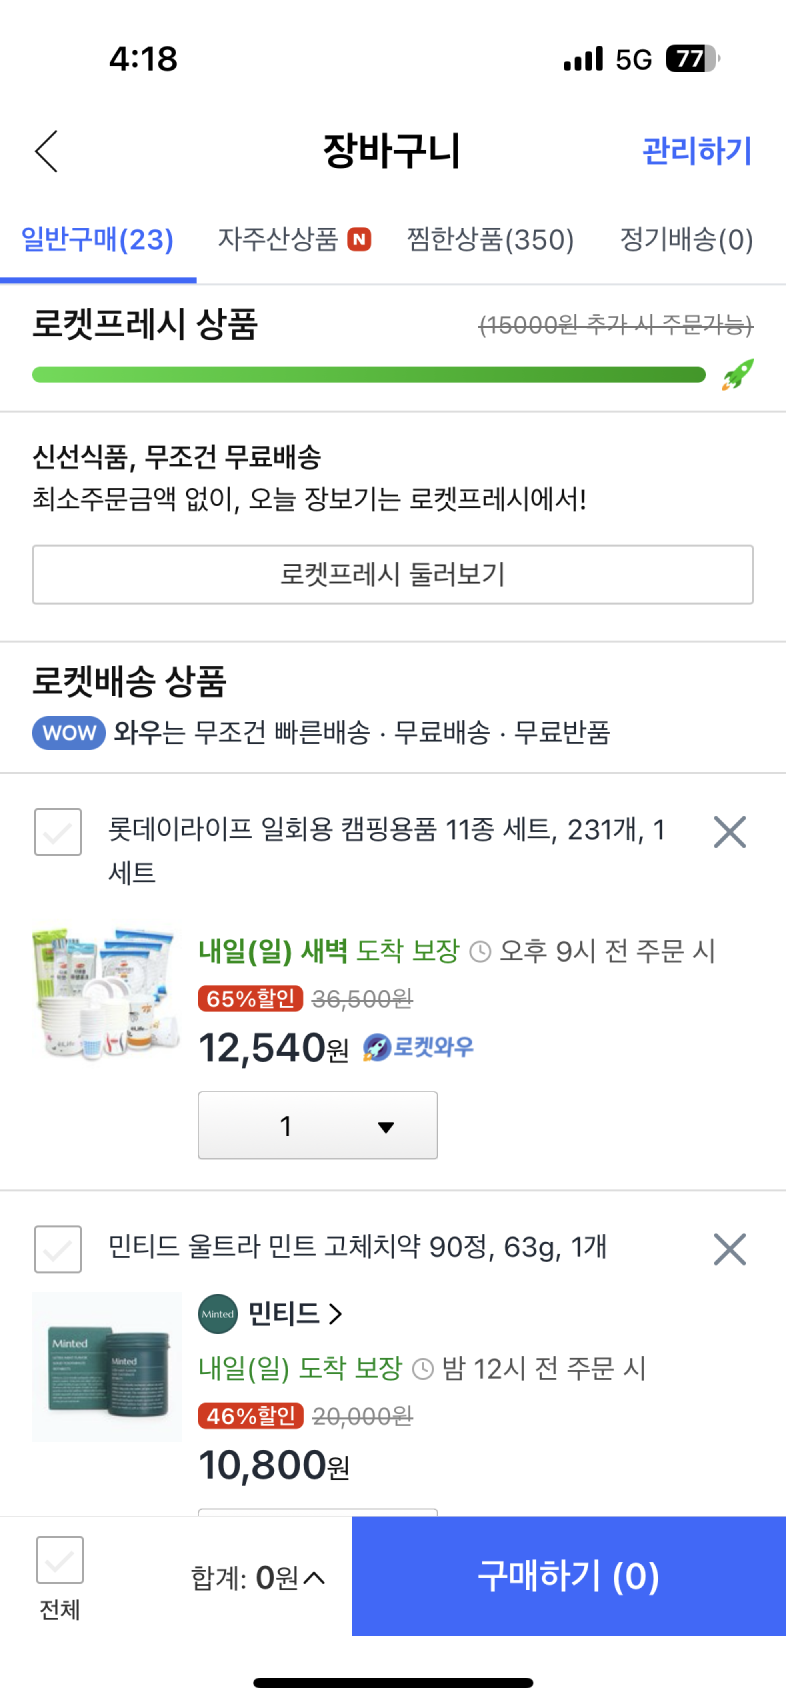 4:18
5G 77
장바구니
관리하기
일반구매(23)
자주산상품 N
찜한상품(350)
정기배송(0)
로켓프레시 상품
(15000원 추가 시 주문가능)
신선식품, 무조건 무료배송
최소주문금액 없이, 오늘 장보기는 로켓프레시에서!
로켓프레시 둘러보기
로켓배송 상품
WOW 와우는 무조건 빠른배송 · 무료배송 · 무료반품
롯데이라이프 일회용 캠핑용품 11종 세트, 231개, 1
세트
내일(일) 새벽 도착 보장 오후 9시 전 주문 시
65%할인 36,500원
12,540원 로켓와우
1
민티드 울트라 민트 고체치약 90정, 63g, 1개
Minted 민티드
Minted
Minted
내일(일) 도착 보장 밤 12시 전 주문 시
46%할인 20,000원
10,800원
전체
합계: 0원
구매하기 (0)